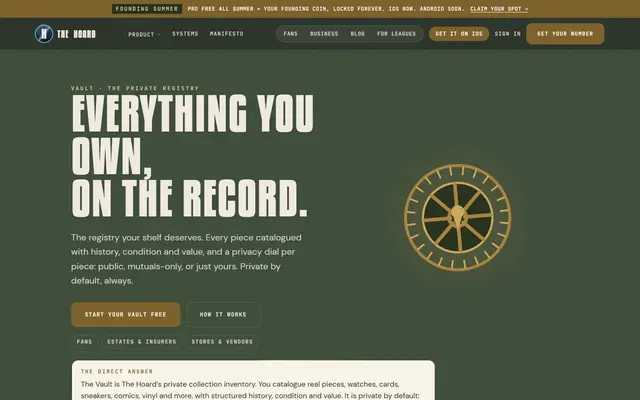 FOUNDING SUMMER PRO FREE ALL SUMMER + YOUR FOUNDING COIN, LOCKED FOREVER. IOS NOW. ANDROID SOON. CLAIM YOUR SPOT →
THE HOARD PRODUCT SYSTEMS MANIFESTO FANS BUSINESS BLOG FOR LEAGUES GET IT ON IOS SIGN IN GET YOUR NUMBER
VAULT · THE PRIVATE REGISTRY
EVERYTHING YOU
OWN,
ON THE RECORD.
The registry your shelf deserves. Every piece catalogued
with history, condition and value, and a privacy dial per
piece: public, mutuals-only, or just yours. Private by
default, always.
START YOUR VAULT FREE HOW IT WORKS
FANS ESTATES & INSURERS STORES & VENDORS
THE DIRECT ANSWER
The Vault is The Hoard's private collection inventory. You catalogue real pieces, watches, cards,
sneakers, comics, vinyl and more, with structured history, condition and value. It is private by default: